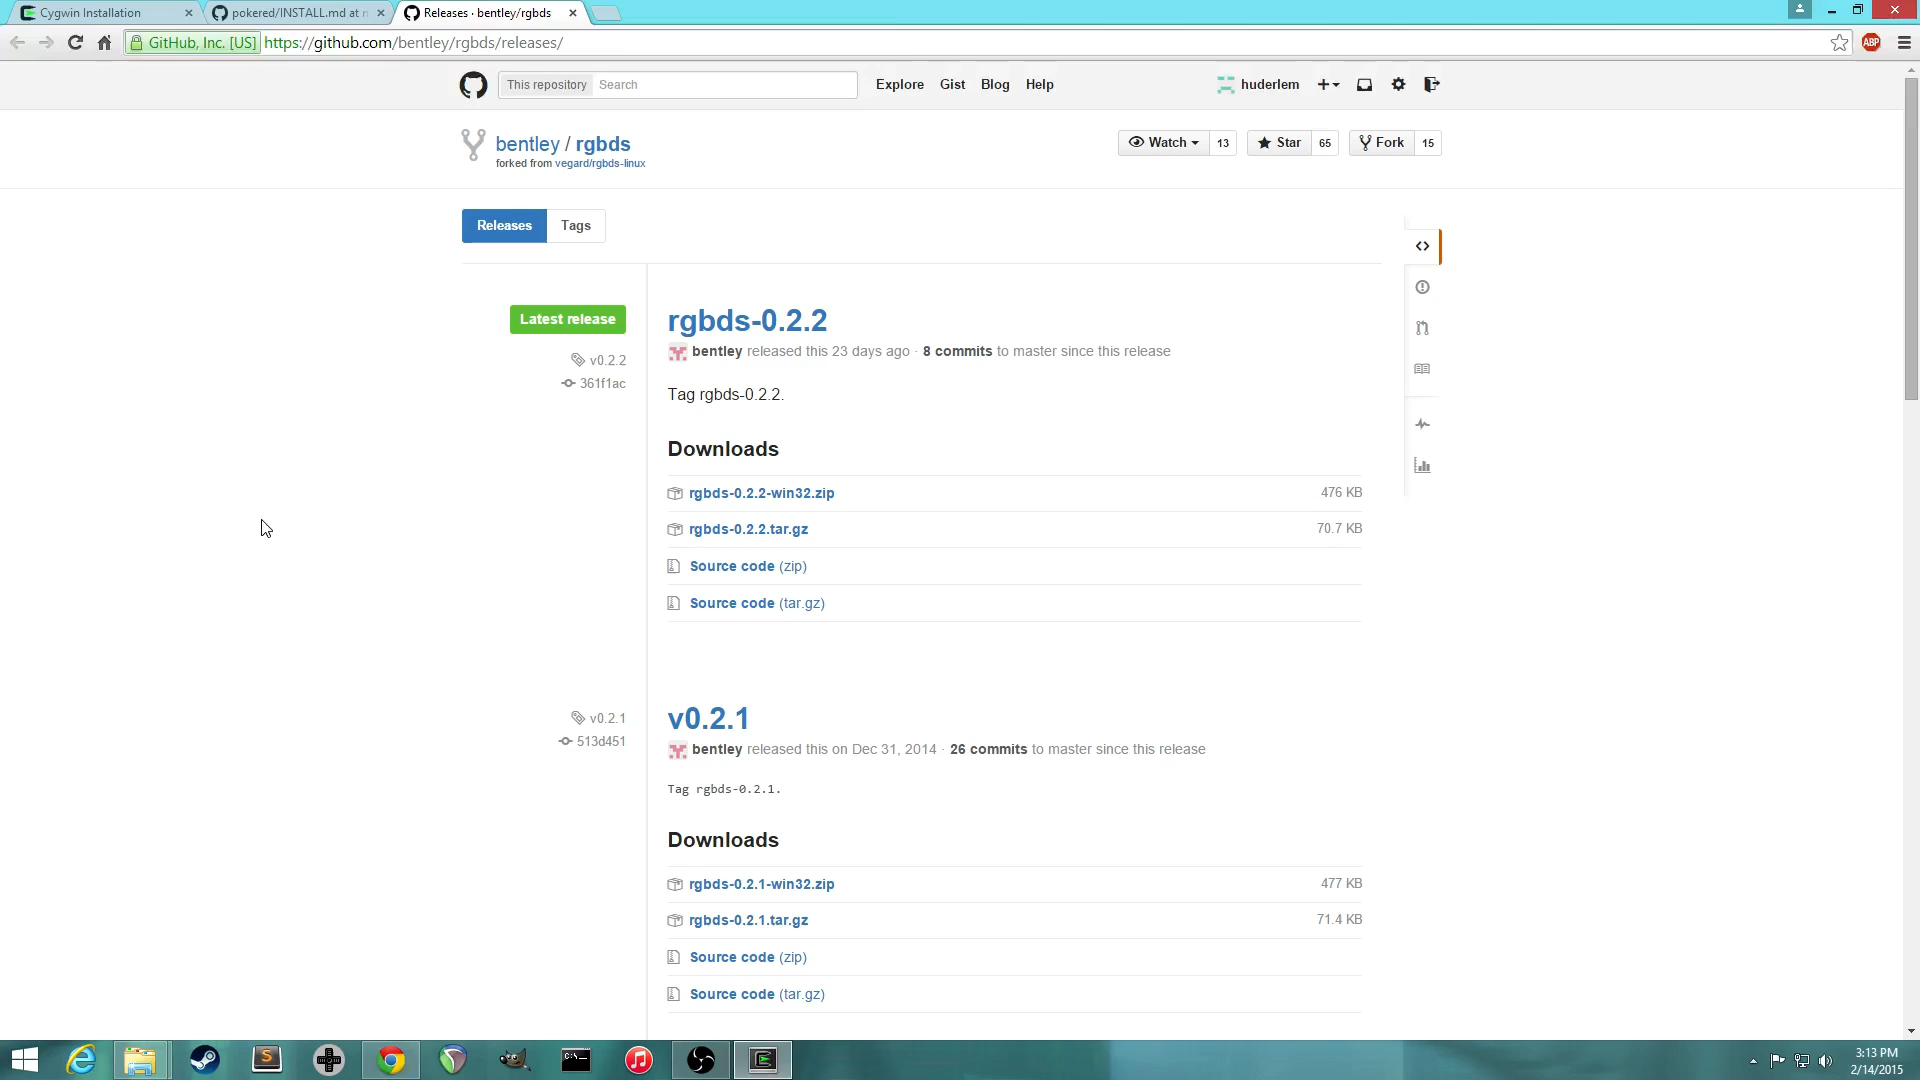 Cygwin Installation
pokered/INSTALL.md at
Releases · bentley/rgbds
GitHub, Inc. [US]
https://github.com/bentley/rgbds/releases/
ABP
This repository
Search
Explore
Gist
Blog
Help
huderlem
bentley / rgbds
forked from vegard/rgbds-linux
Watch
13
Star
65
Fork
15
Releases
Tags
Latest release
v0.2.2
361f1ac
rgbds-0.2.2
bentley released this 23 days ago · 8 commits to master since this release
Tag rgbds-0.2.2.
Downloads
rgbds-0.2.2-win32.zip 476 KB
rgbds-0.2.2.tar.gz 70.7 KB
Source code (zip)
Source code (tar.gz)
v0.2.1
513d451
v0.2.1
bentley released this on Dec 31, 2014 · 26 commits to master since this release
Tag rgbds-0.2.1.
Downloads
rgbds-0.2.1-win32.zip 477 KB
rgbds-0.2.1.tar.gz 71.4 KB
Source code (zip)
Source code (tar.gz)
3:13 PM
2/14/2015